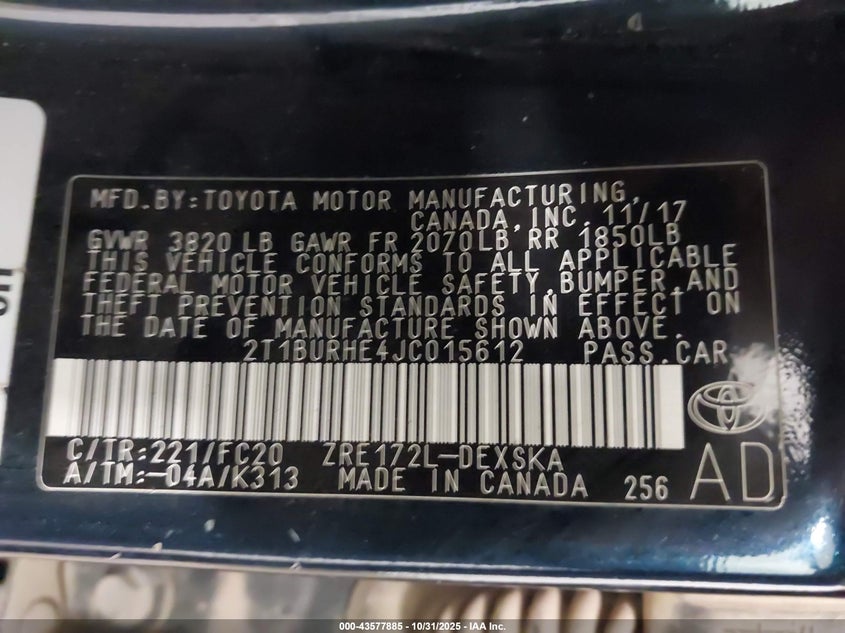 MFD.BY:TOYOTA MOTOR MANUFACTURING,
CANADA,INC. 11/17
GVWR 3820 LB GAWR FR 2070LB RR 1850LB
THIS VEHICLE CONFORMS TO ALL APPLICABLE
FEDERAL MOTOR VEHICLE SAFETY,BUMPER,AND
THEFT PREVENTION STANDARDS IN EFFECT ON
THE DATE OF MANUFACTURE SHOWN ABOVE.
2T1BURHE4JC015612 PASS.CAR
C/TR:221/FC20 ZRE172L-DEXSKA
A/TM:-04A/K313 MADE IN CANADA 256 AD
000-43577885 - 10/31/2025 - IAA Inc.